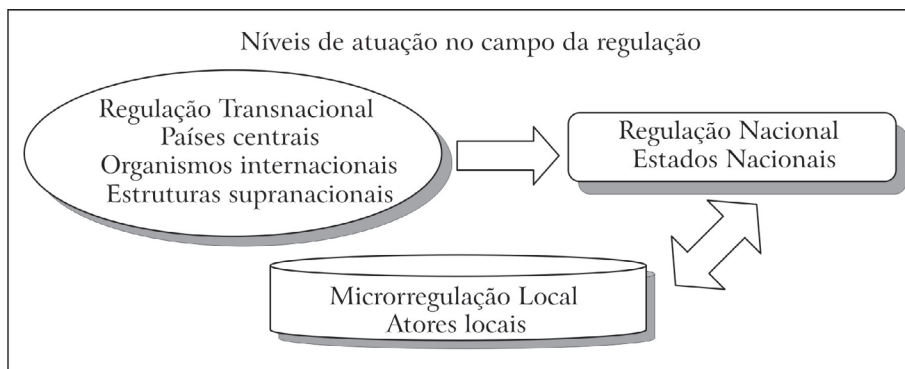 Níveis de atuação no campo da regulação
Regulação Transnacional
Países centrais
Organismos internacionais
Estruturas supranacionais
Regulação Nacional
Estados Nacionais
Microrregulação Local
Atores locais